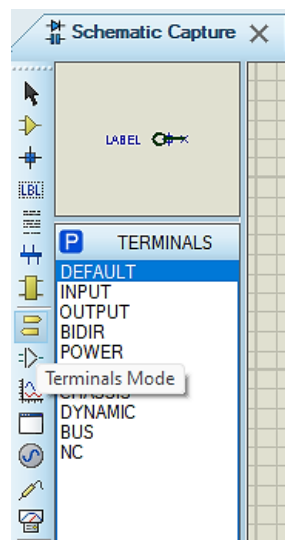 Schematic Capture
LABEL
LBL
P TERMINALS
DEFAULT
INPUT
OUTPUT
BIDIR
POWER
Terminals Mode
CHASSIS
DYNAMIC
BUS
NC